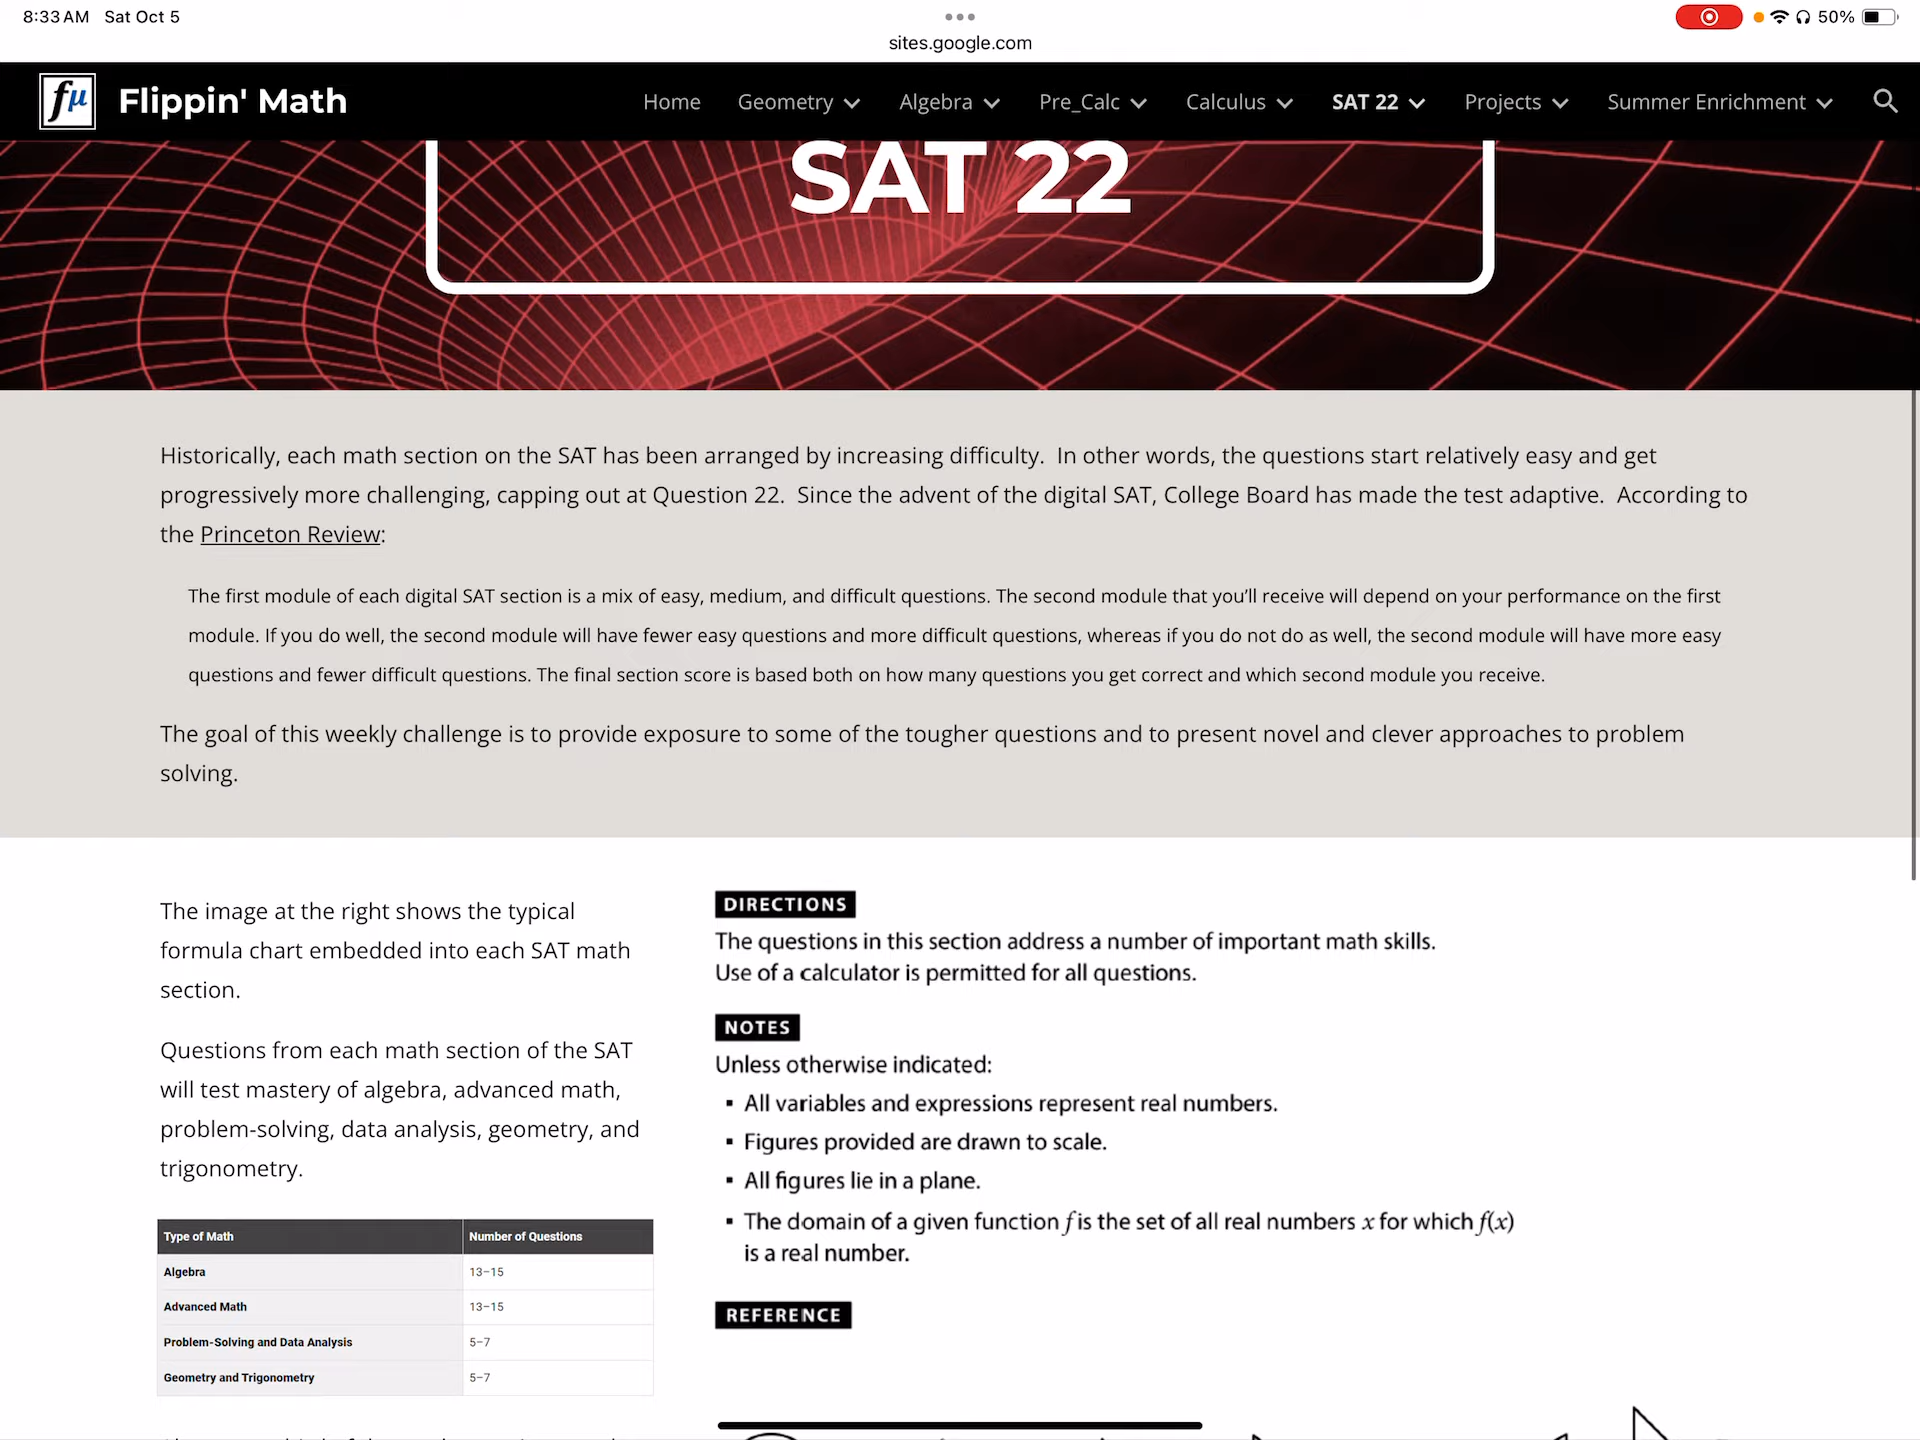 8:33 AM Sat Oct 5
50%
sites.google.com
fμ
Flippin' Math
Home Geometry Algebra Pre_Calc Calculus SAT 22 Projects Summer Enrichment
SAT 22
Historically, each math section on the SAT has been arranged by increasing difficulty. In other words, the questions start relatively easy and get
progressively more challenging, capping out at Question 22. Since the advent of the digital SAT, College Board has made the test adaptive. According to
the Princeton Review:
The first module of each digital SAT section is a mix of easy, medium, and difficult questions. The second module that you'll receive will depend on your performance on the first
module. If you do well, the second module will have fewer easy questions and more difficult questions, whereas if you do not do as well, the second module will have more easy
questions and fewer difficult questions. The final section score is based both on how many questions you get correct and which second module you receive.
The goal of this weekly challenge is to provide exposure to some of the tougher questions and to present novel and clever approaches to problem
solving.
The image at the right shows the typical
formula chart embedded into each SAT math
section.
Questions from each math section of the SAT
will test mastery of algebra, advanced math,
problem-solving, data analysis, geometry, and
trigonometry.
Type of Math Number of Questions
Algebra 13–15
Advanced Math 13–15
Problem-Solving and Data Analysis 5–7
Geometry and Trigonometry 5–7
DIRECTIONS
The questions in this section address a number of important math skills.
Use of a calculator is permitted for all questions.
NOTES
Unless otherwise indicated:
▪ All variables and expressions represent real numbers.
▪ Figures provided are drawn to scale.
▪ All figures lie in a plane.
▪ The domain of a given function f is the set of all real numbers x for which f(x)
is a real number.
REFERENCE